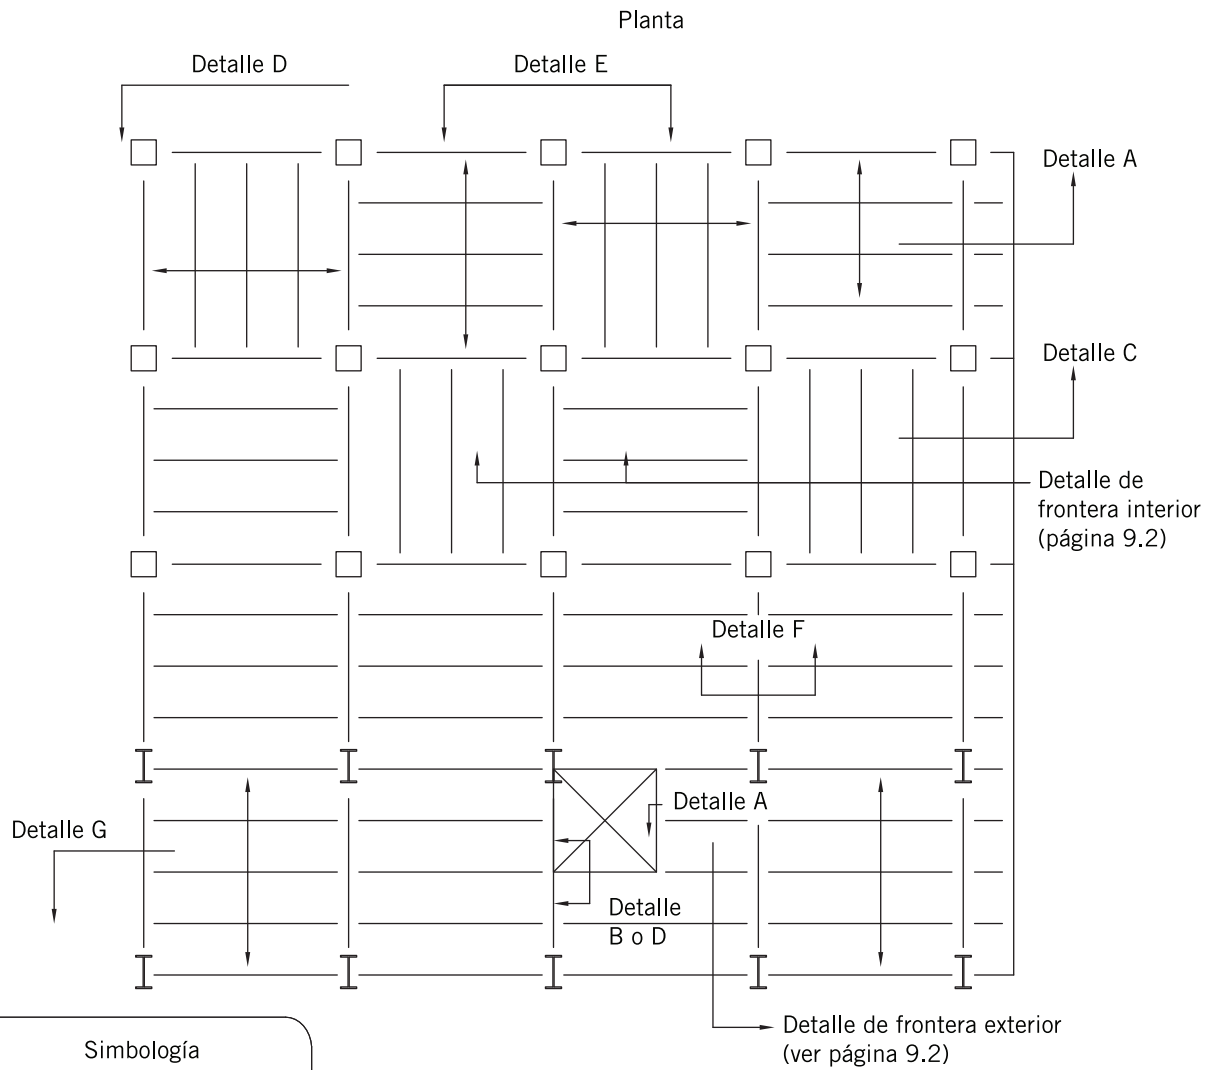 Planta
Detalle D
Detalle E
Detalle A
Detalle C
Detalle de
frontera interior
(página 9.2)
Detalle F
Detalle A
Detalle G
Detalle
B o D
Detalle de frontera exterior
(ver página 9.2)
Simbología